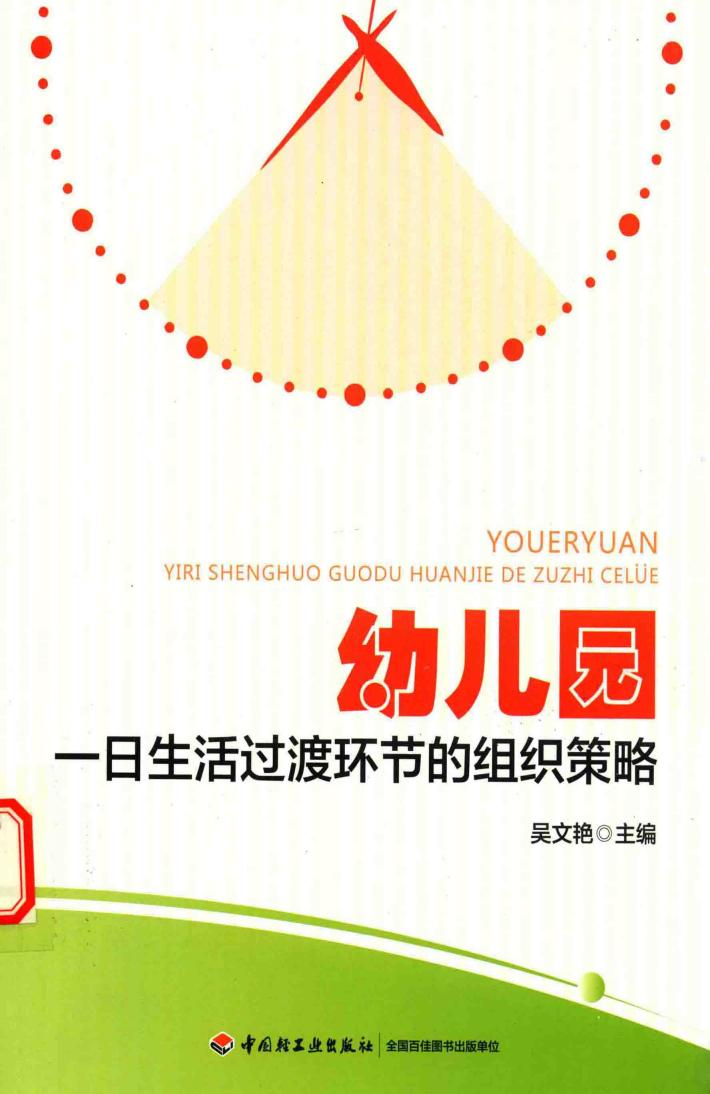 YOUERYUAN
YIRI SHENGHUO GUODU HUANJIE DE ZUZHI CELÜE
幼儿园
一日生活过渡环节的组织策略
吴文艳◎主编
中国轻工业出版社 | 全国百佳图书出版单位